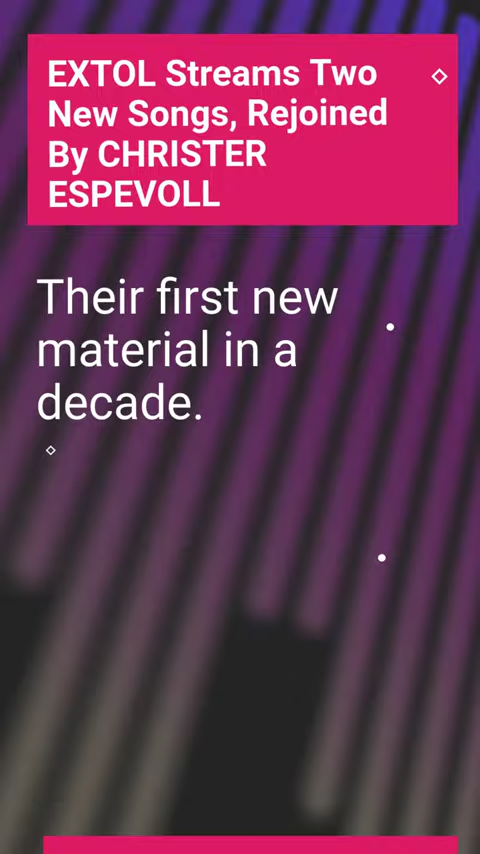 EXTOL Streams Two
New Songs, Rejoined
By CHRISTER
ESPEVOLL
Their first new
material in a
decade.